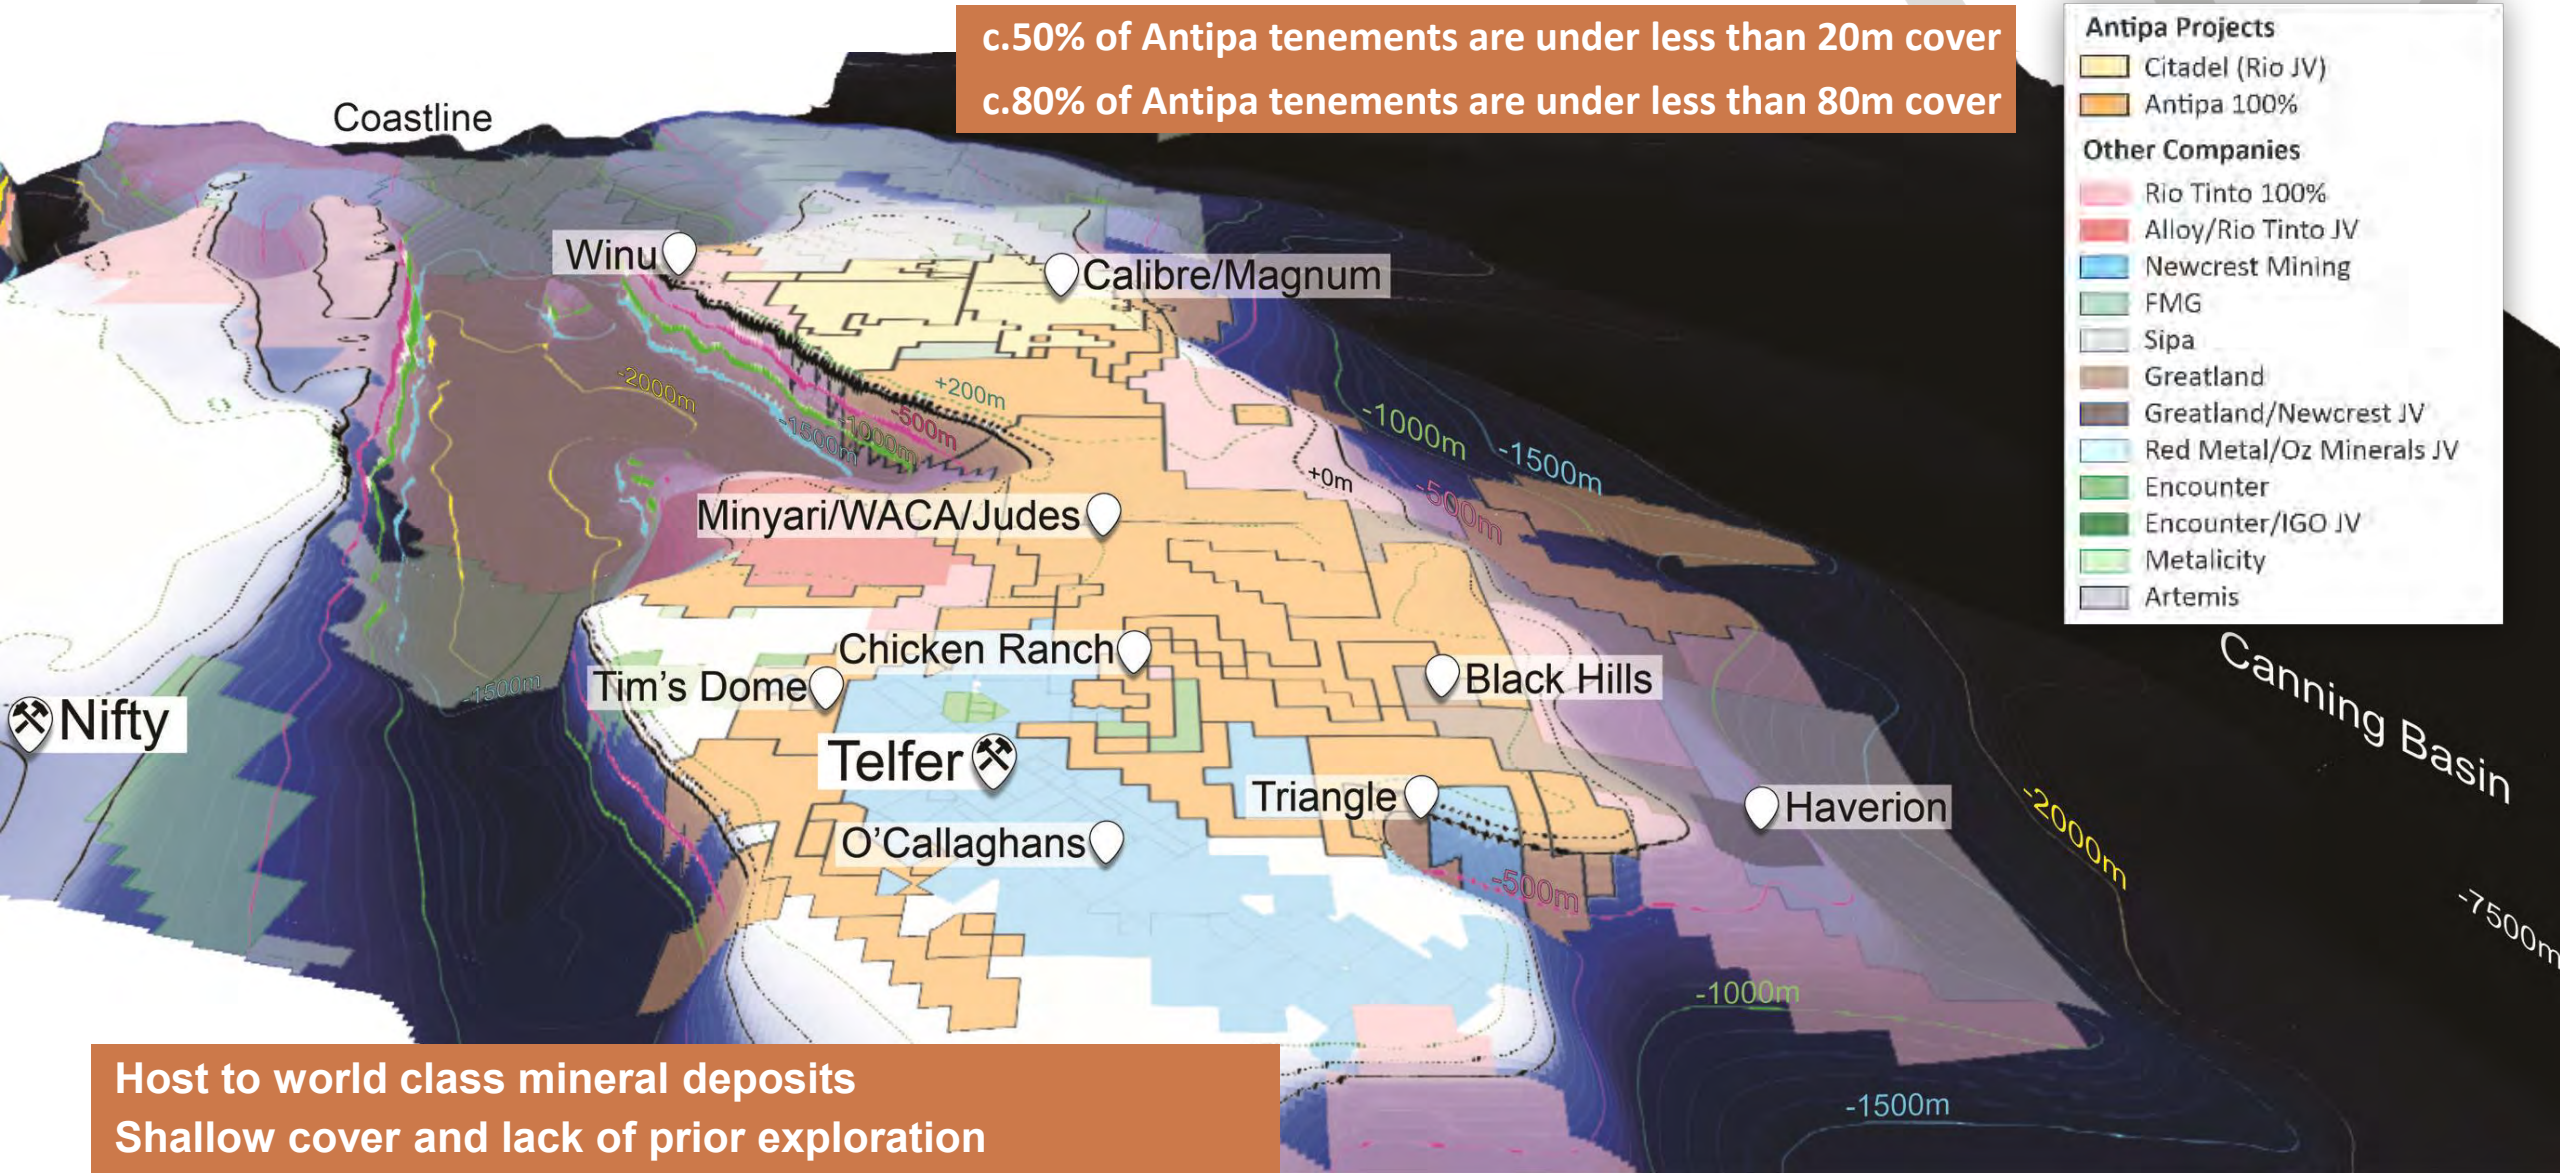 c.50% of Antipa tenements are under less than 20m cover
c.80% of Antipa tenements are under less than 80m cover
Antipa Projects
Citadel (Rio JV)
Antipa 100%
Other Companies
Rio Tinto 100%
Alloy/Rio Tinto JV
Newcrest Mining
FMG
Sipa
Greatland
Greatland/Newcrest JV
Red Metal/Oz Minerals JV
Encounter
Encounter/IGO JV
Metalicity
Artemis
Coastline
Winu
Calibre/Magnum
-2000m
+200m
-500m
-1000m
-1500m
-1000m
-1500m
+0m
-500m
Minyari/WACA/Judes
Chicken Ranch
Tim's Dome
Black Hills
-1500m
Nifty
Telfer
Triangle
Haverion
O'Callaghans
-500m
Canning Basin
-2000m
-7500m
-1000m
-1500m
Host to world class mineral deposits
Shallow cover and lack of prior exploration